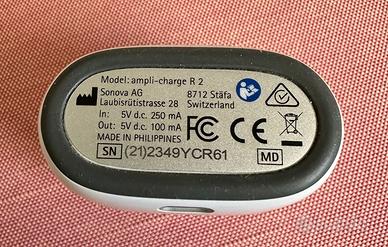 Model: ampli-charge R 2
Sonova AG 8712 Stäfa
Laubisrütistrasse 28 Switzerland
In: 5V d.c. 250 mA
Out: 5V d.c. 100 mA
MADE IN PHILIPPINES
FC CE
SN (21)2349YCR61 MD